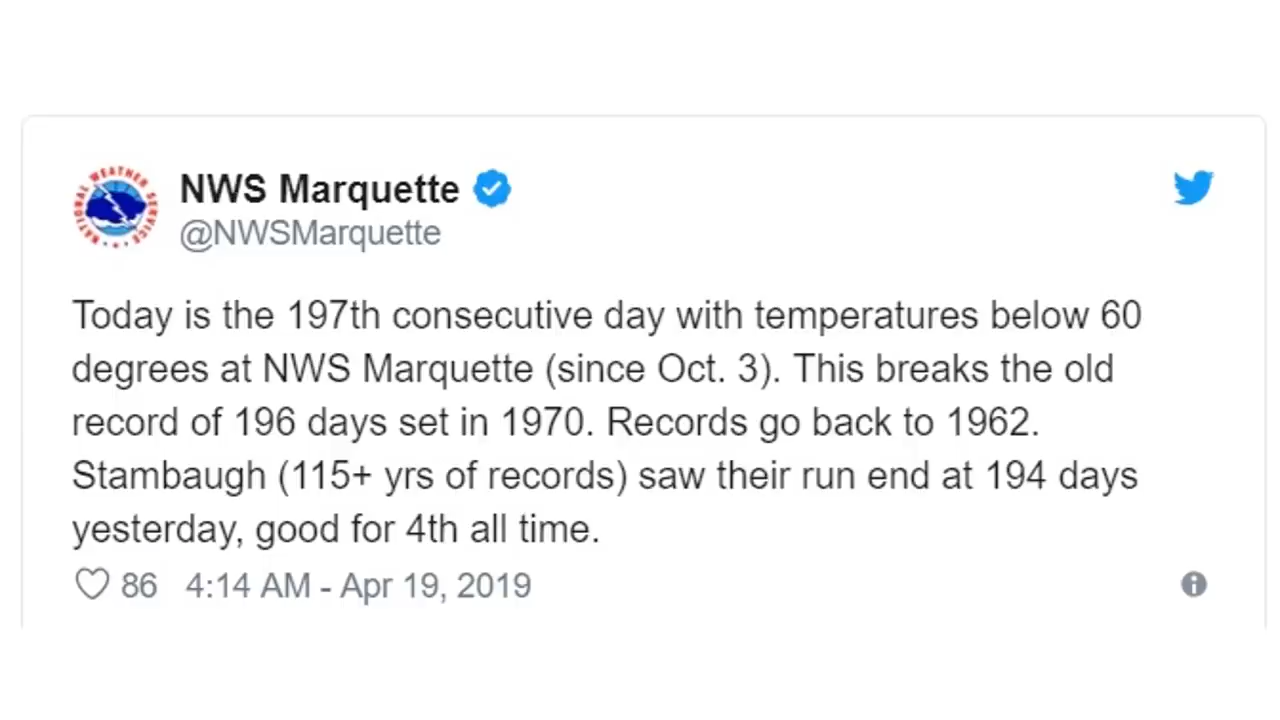 NATIONAL WEATHER SERVICE
NWS Marquette
@NWSMarquette
Today is the 197th consecutive day with temperatures below 60
degrees at NWS Marquette (since Oct. 3). This breaks the old
record of 196 days set in 1970. Records go back to 1962.
Stambaugh (115+ yrs of records) saw their run end at 194 days
yesterday, good for 4th all time.
86 4:14 AM - Apr 19, 2019